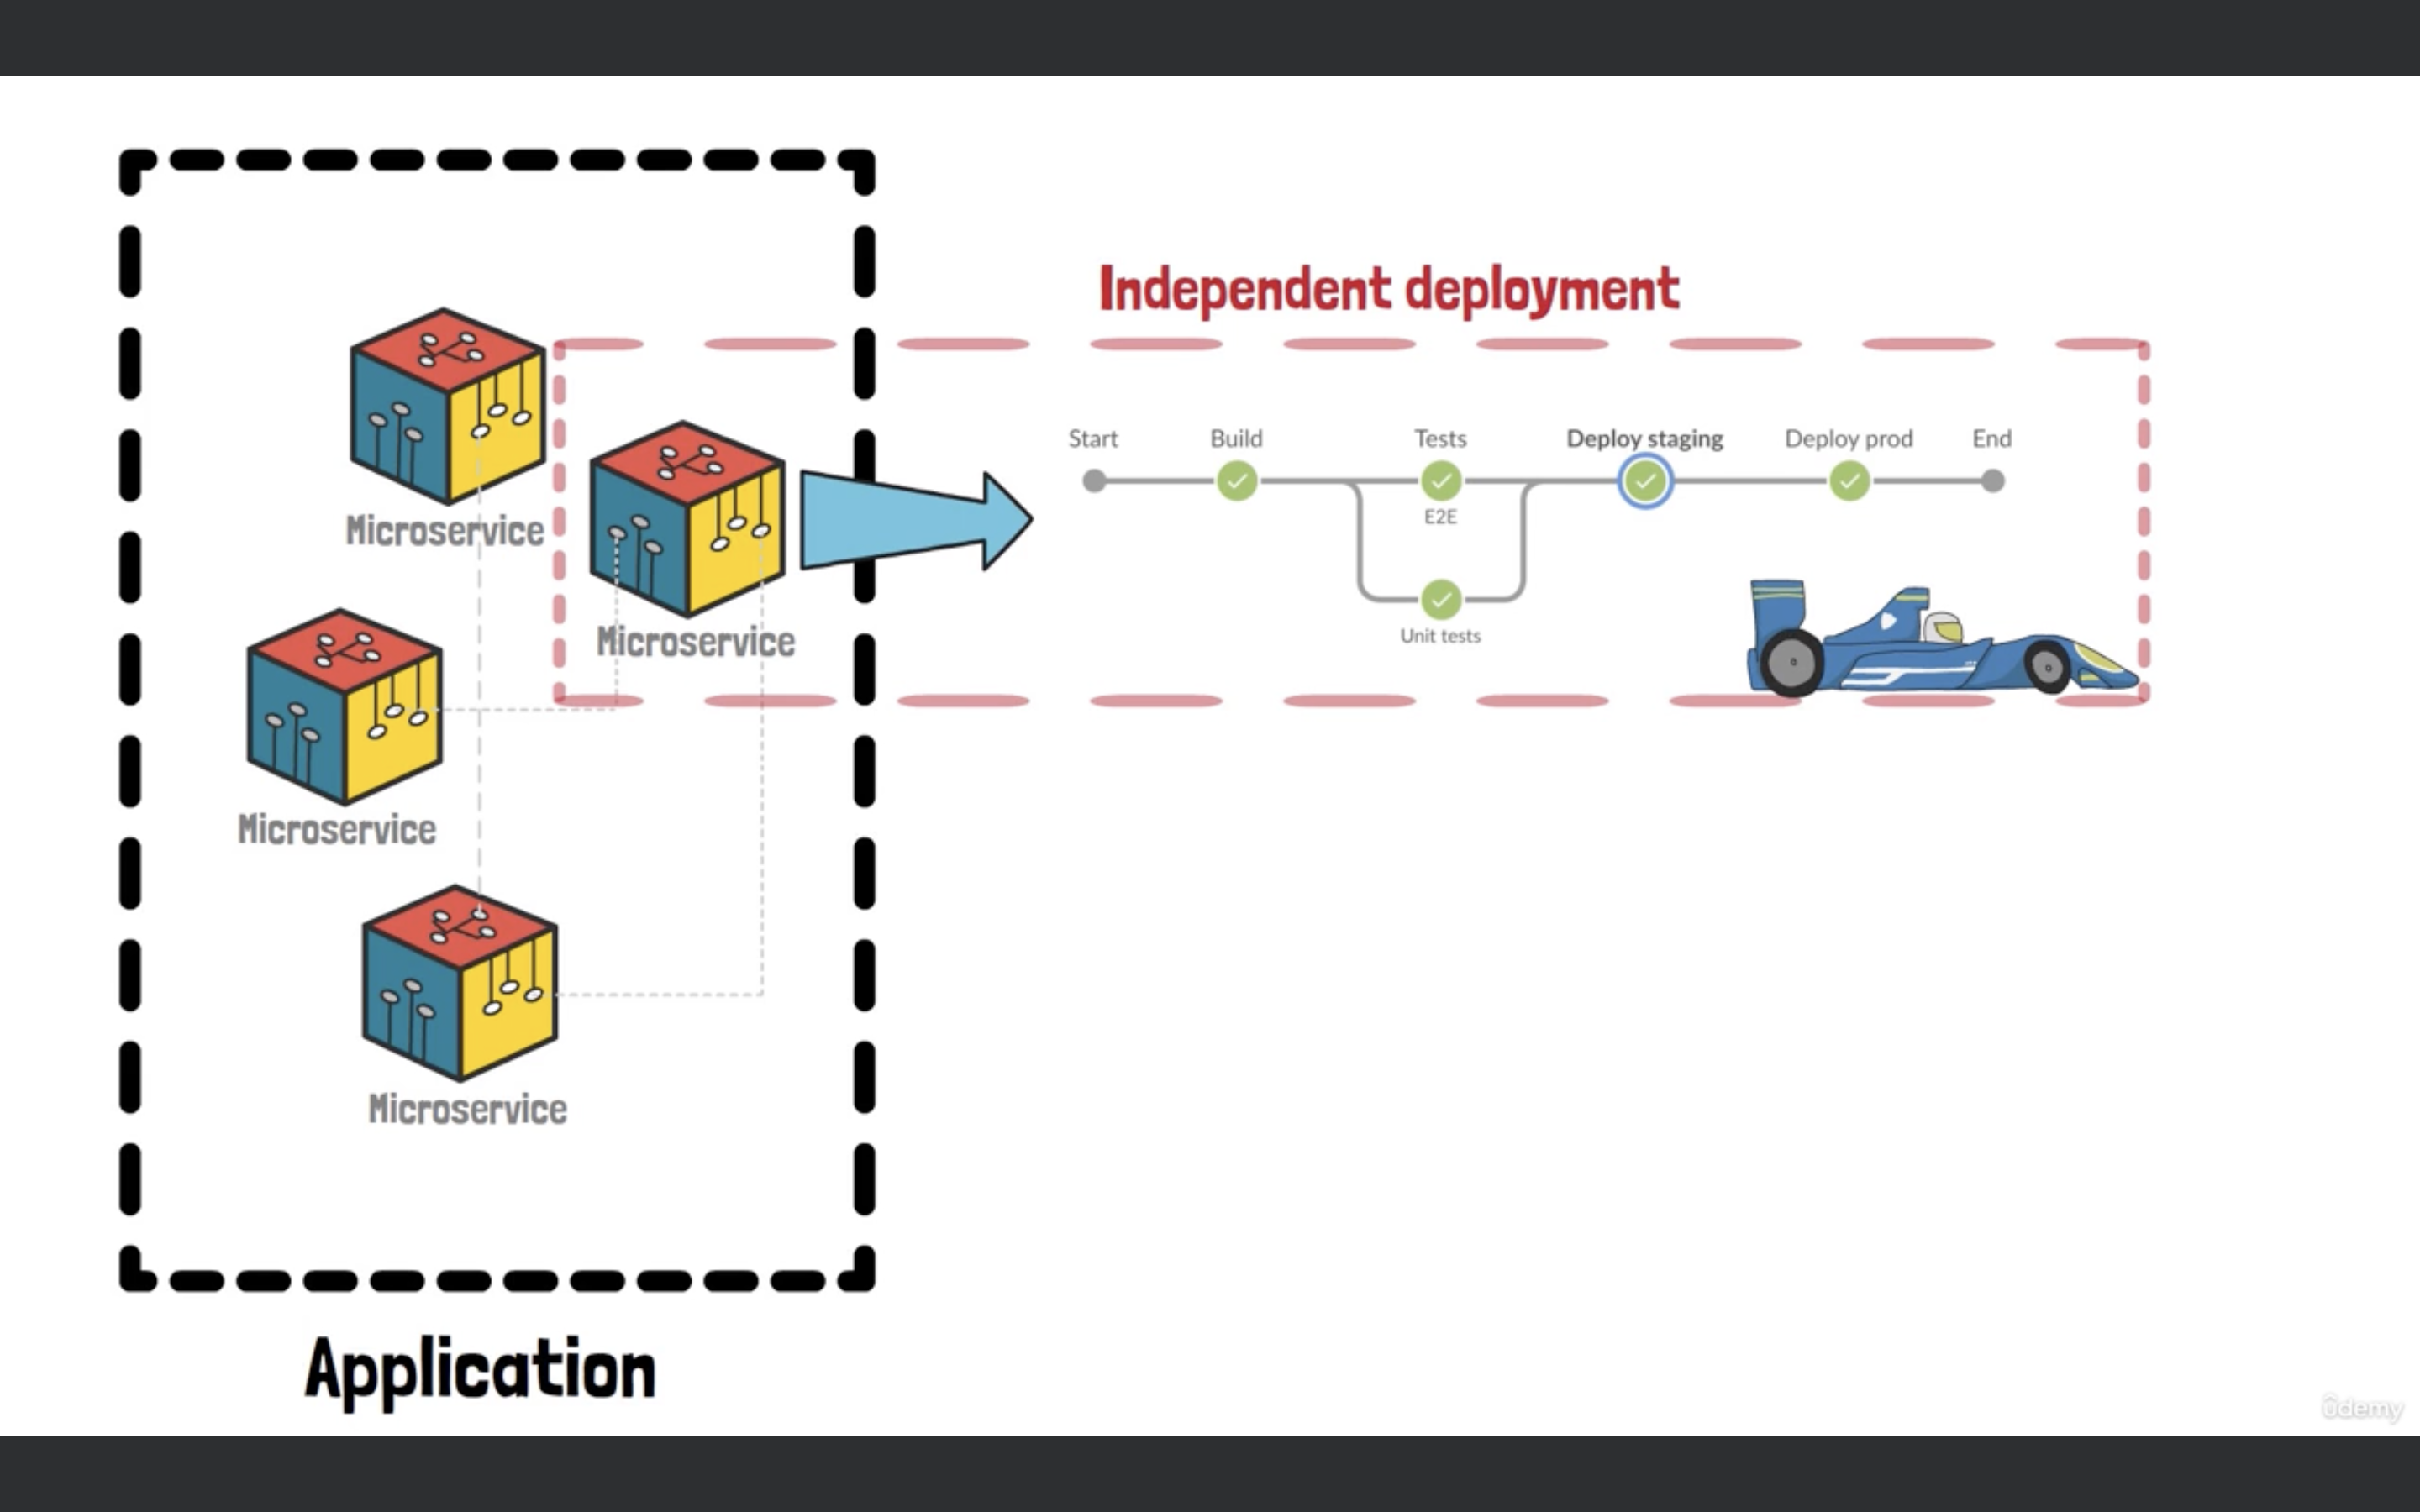 Independent deployment
Start
Build
Tests
Deploy staging
Deploy prod
End
E2E
Unit tests
Microservice
Microservice
Microservice
Microservice
Application
ûdemy